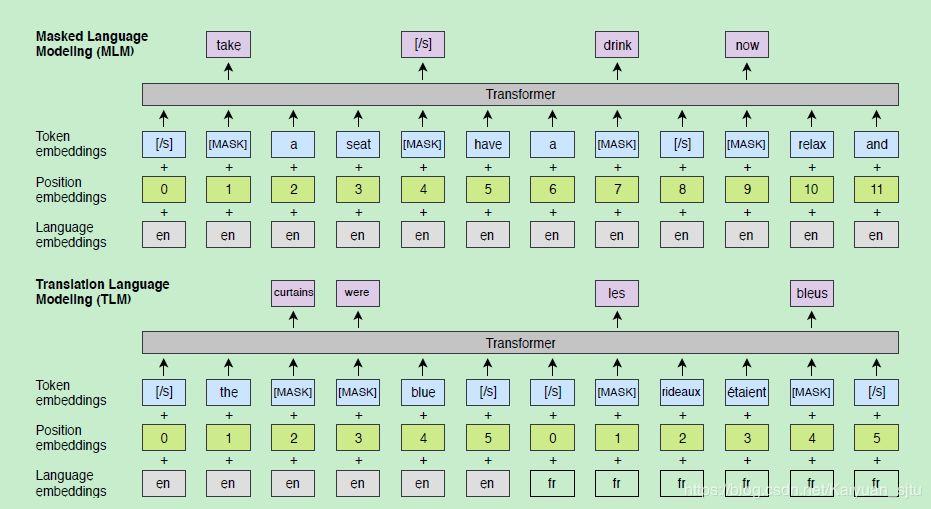 Masked Language
Modeling (MLM)
take [/s] drink now
Transformer
Token
embeddings
[/s] [MASK] a seat [MASK] have a [MASK] [/s] [MASK] relax and
+ + + + + + + + + + + +
Position
embeddings
0 1 2 3 4 5 6 7 8 9 10 11
+ + + + + + + + + + + +
Language
embeddings
en en en en en en en en en en en en
Translation Language
Modeling (TLM)
curtains were les bleus
Transformer
Token
embeddings
[/s] the [MASK] [MASK] blue [/s] [/s] [MASK] rideaux étaient [MASK] [/s]
+ + + + + + + + + + + +
Position
embeddings
0 1 2 3 4 5 0 1 2 3 4 5
+ + + + + + + + + + + +
Language
embeddings
en en en en en en fr fr fr fr fr fr
https://blog.csdn.net/Kaiyuan_sjtu